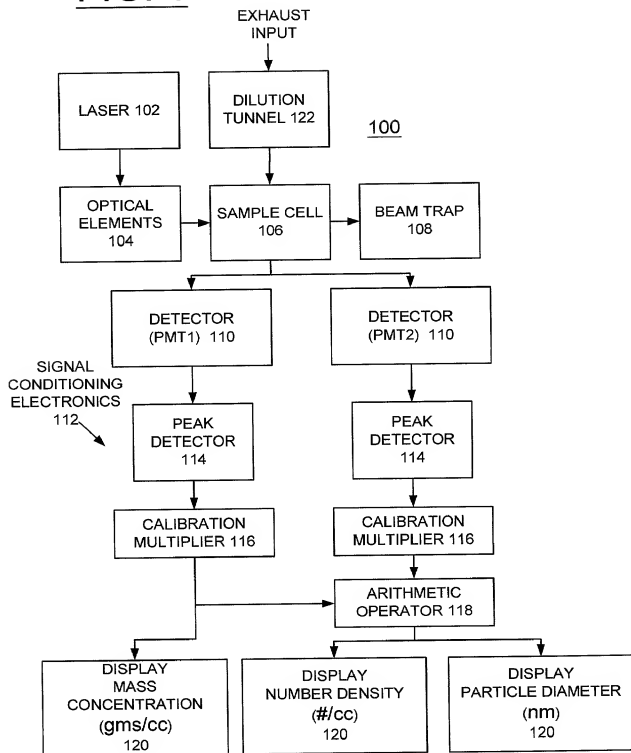 EXHAUST
INPUT
LASER 102
DILUTION
TUNNEL 122
100
OPTICAL
ELEMENTS
104
SAMPLE CELL
106
BEAM TRAP
108
DETECTOR
(PMT1) 110
DETECTOR
(PMT2) 110
SIGNAL
CONDITIONING
ELECTRONICS
112
PEAK
DETECTOR
114
PEAK
DETECTOR
114
CALIBRATION
MULTIPLIER 116
CALIBRATION
MULTIPLIER 116
ARITHMETIC
OPERATOR 118
DISPLAY
MASS
CONCENTRATION
(gms/cc)
120
DISPLAY
NUMBER DENSITY
(#/cc)
120
DISPLAY
PARTICLE DIAMETER
(nm)
120